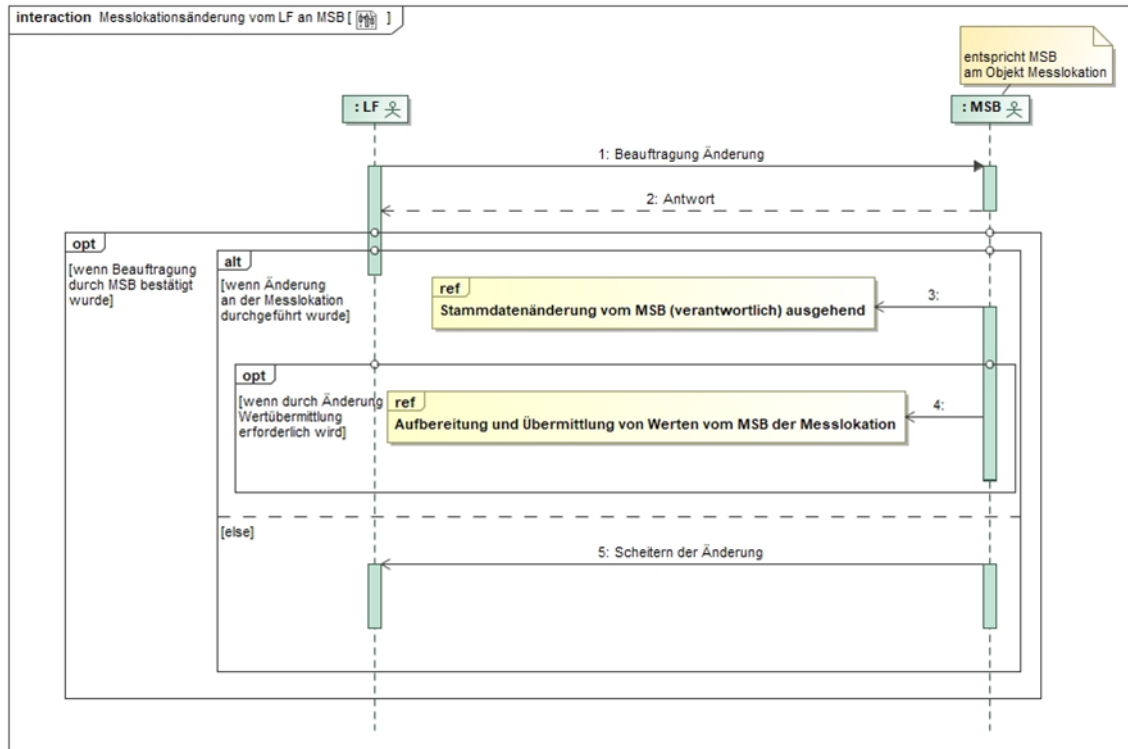 interaction Messlokationsänderung vom LF an MSB [ ]
entspricht MSB
am Objekt Messlokation
: LF
: MSB
1: Beauftragung Änderung
2: Antwort
opt
[wenn Beauftragung
durch MSB bestätigt
wurde]
alt
[wenn Änderung
an der Messlokation
durchgeführt wurde]
ref
Stammdatenänderung vom MSB (verantwortlich) ausgehend
3:
opt
[wenn durch Änderung
Wertübermittlung
erforderlich wird]
ref
Aufbereitung und Übermittlung von Werten vom MSB der Messlokation
4:
[else]
5: Scheitern der Änderung